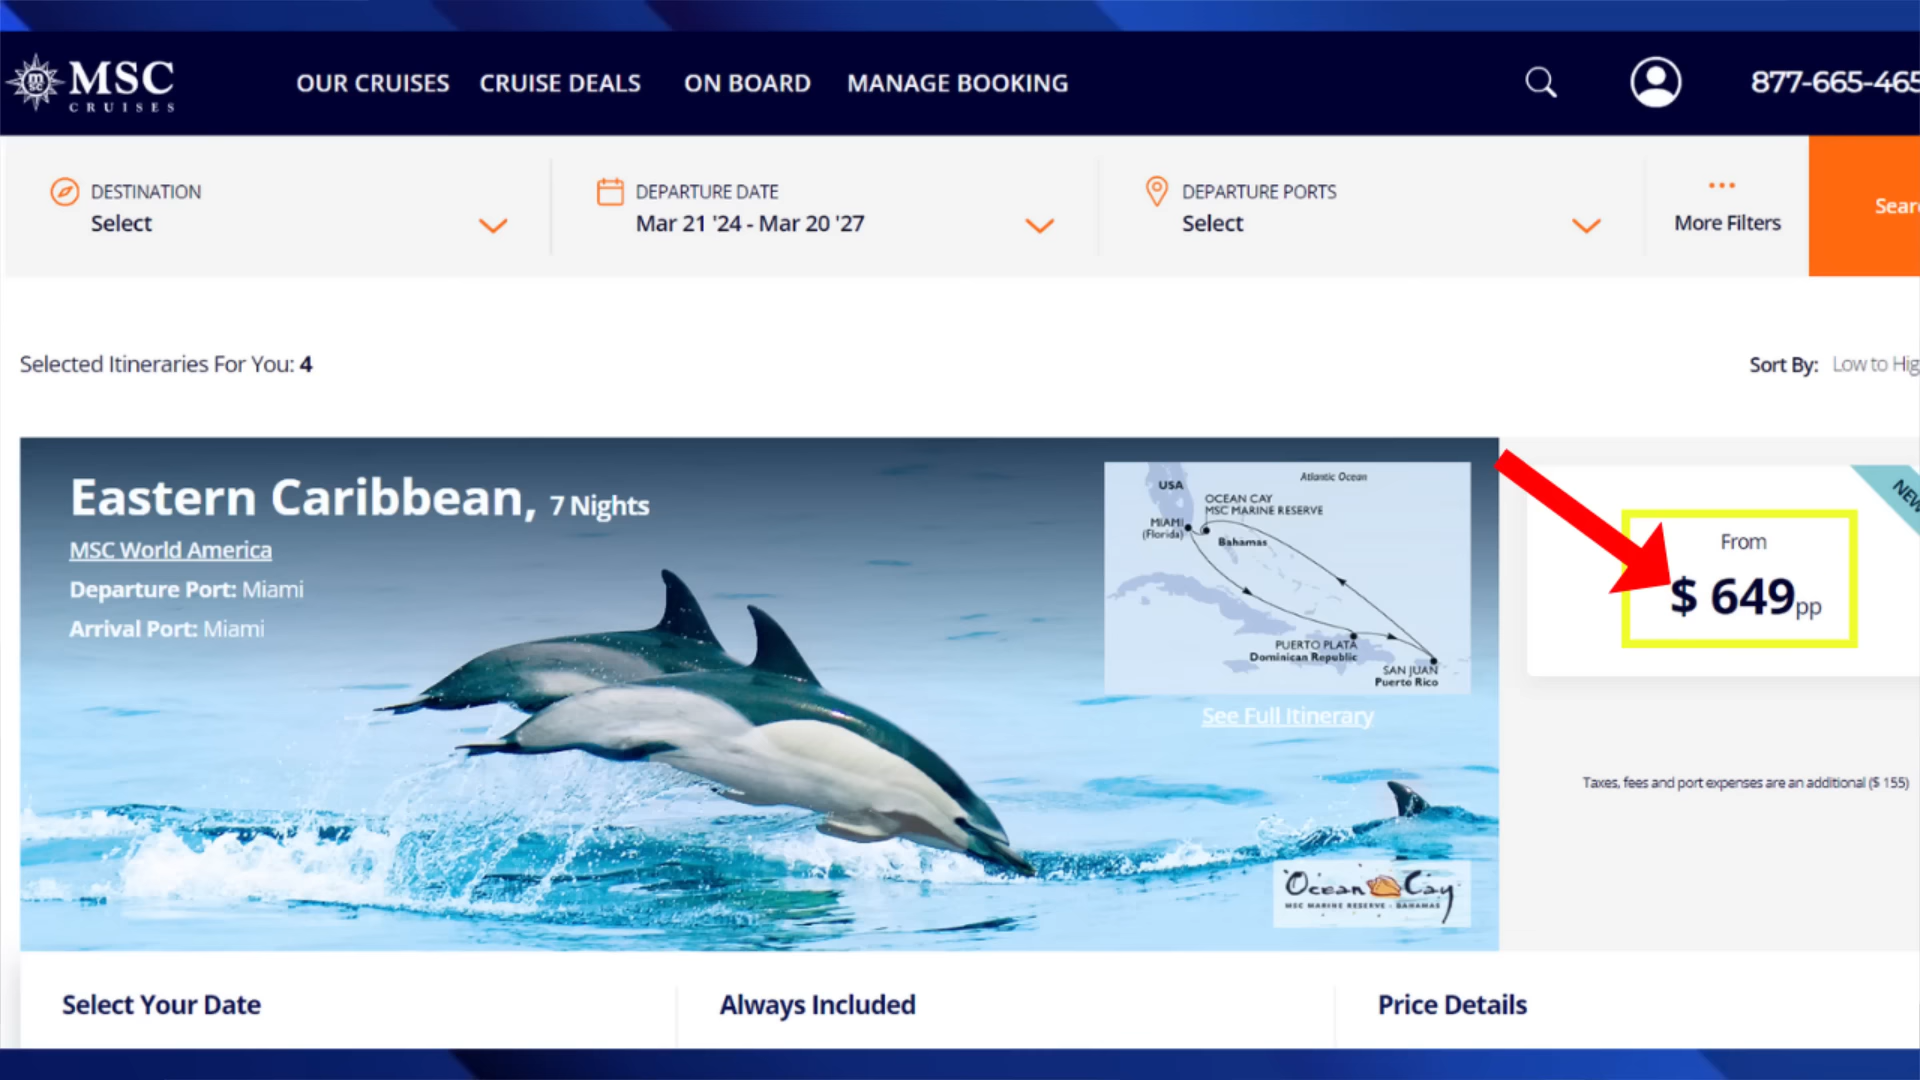 MSC
CRUISES
OUR CRUISES CRUISE DEALS ON BOARD MANAGE BOOKING
877-665-465
DESTINATION
Select
DEPARTURE DATE
Mar 21 '24 - Mar 20 '27
DEPARTURE PORTS
Select
More Filters
Sear
Selected Itineraries For You: 4
Sort By: Low to Hig
Eastern Caribbean, 7 Nights
MSC World America
Departure Port: Miami
Arrival Port: Miami
Atlantic Ocean
USA
OCEAN CAY
MSC MARINE RESERVE
MIAMI
(Florida)
Bahamas
PUERTO PLATA
Dominican Republic
SAN JUAN
Puerto Rico
See Full Itinerary
Ocean Cay
MSC MARINE RESERVE - BAHAMAS
NEW
From
$ 649pp
Taxes, fees and port expenses are an additional ($ 155)
Select Your Date
Always Included
Price Details